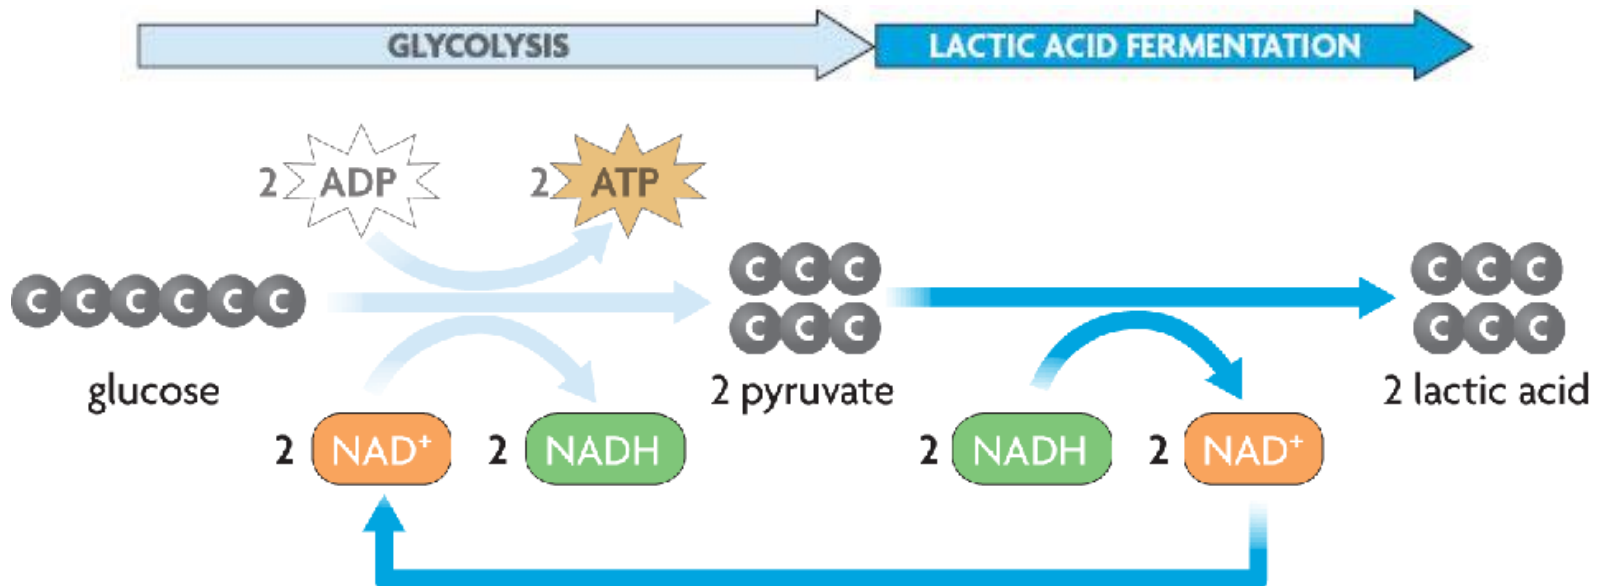 GLYCOLYSIS LACTIC ACID FERMENTATION
2 ADP 2 ATP
C C C C C C C C C C C C
C C C C C C
glucose 2 pyruvate 2 lactic acid
2 NAD⁺ 2 NADH 2 NADH 2 NAD⁺